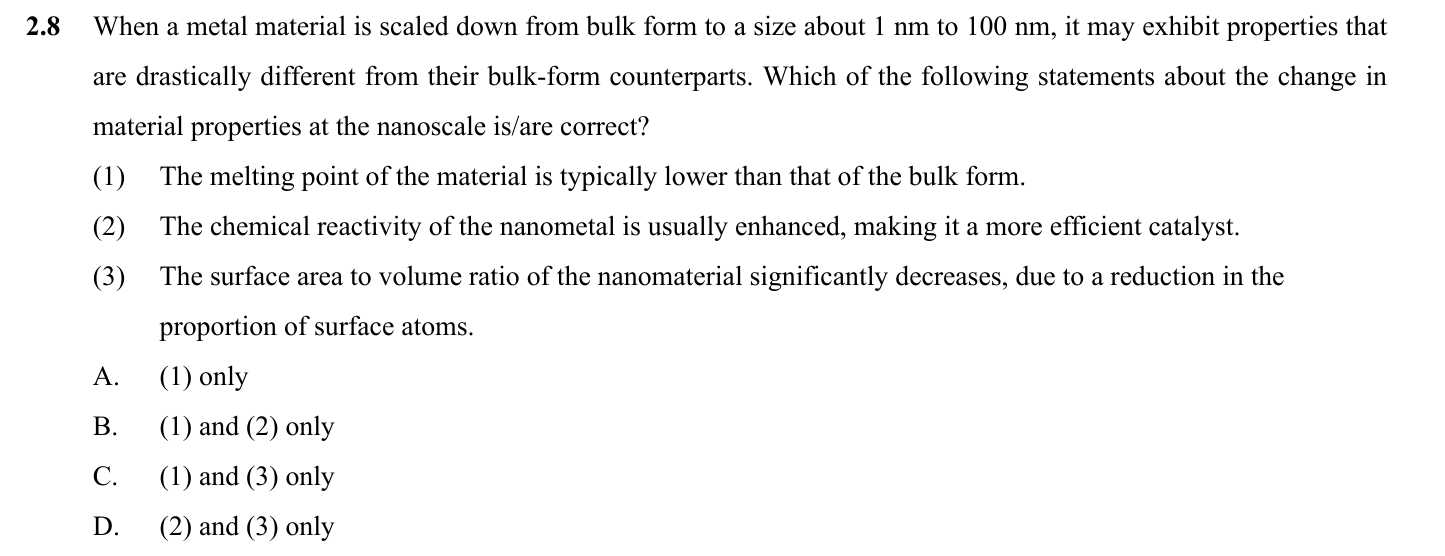 2.8 When a metal material is scaled down from bulk form to a size about 1 nm to 100 nm, it may exhibit properties that
are drastically different from their bulk-form counterparts. Which of the following statements about the change in
material properties at the nanoscale is/are correct?
(1) The melting point of the material is typically lower than that of the bulk form.
(2) The chemical reactivity of the nanometal is usually enhanced, making it a more efficient catalyst.
(3) The surface area to volume ratio of the nanomaterial significantly decreases, due to a reduction in the
proportion of surface atoms.
A. (1) only
B. (1) and (2) only
C. (1) and (3) only
D. (2) and (3) only